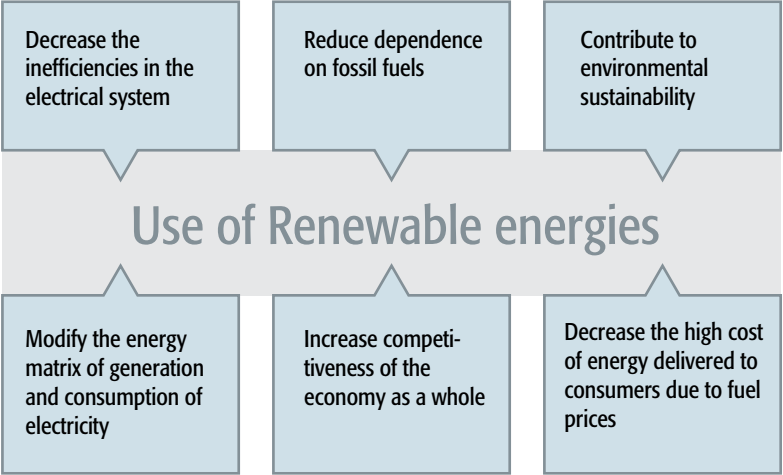 Decrease the
inefficiencies in the
electrical system
Reduce dependence
on fossil fuels
Contribute to
environmental
sustainability
Use of Renewable energies
Modify the energy
matrix of generation
and consumption of
electricity
Increase competi-
tiveness of the
economy as a whole
Decrease the high cost
of energy delivered to
consumers due to fuel
prices